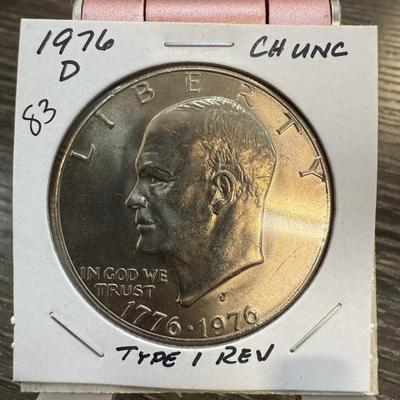 1976 CH UNC
D
83
LIBERTY
IN GOD WE
TRUST
J
1776 · 1976
TYPE 1 REV